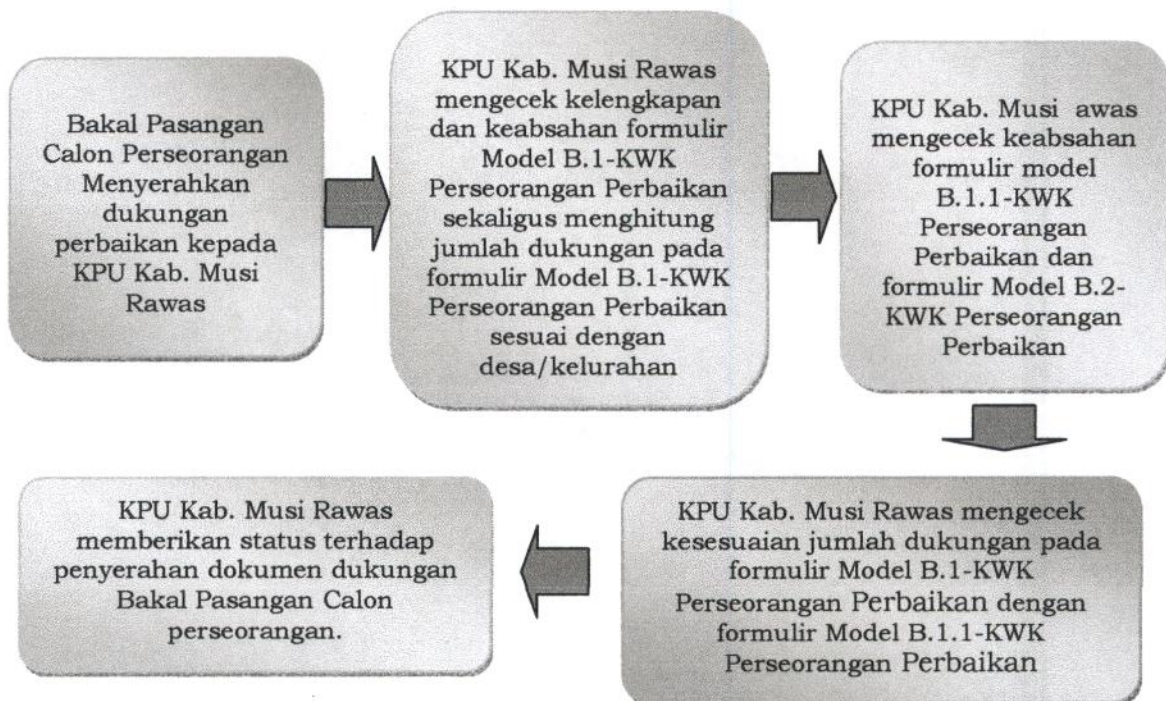 Bakal Pasangan
Calon Perseorangan
Menyerahkan
dukungan
perbaikan kepada
KPU Kab. Musi
Rawas
KPU Kab. Musi Rawas
mengecek kelengkapan
dan keabsahan formulir
Model B.1-KWK
Perseorangan Perbaikan
sekaligus menghitung
jumlah dukungan pada
formulir Model B.1-KWK
Perseorangan Perbaikan
sesuai dengan
desa/kelurahan
KPU Kab. Musi awas
mengecek keabsahan
formulir model
B.1.1-KWK
Perseorangan
Perbaikan dan
formulir Model B.2-
KWK Perseorangan
Perbaikan
KPU Kab. Musi Rawas mengecek
kesesuaian jumlah dukungan pada
formulir Model B.1-KWK
Perseorangan Perbaikan dengan
formulir Model B.1.1-KWK
Perseorangan Perbaikan
KPU Kab. Musi Rawas
memberikan status terhadap
penyerahan dokumen dukungan
Bakal Pasangan Calon
perseorangan.